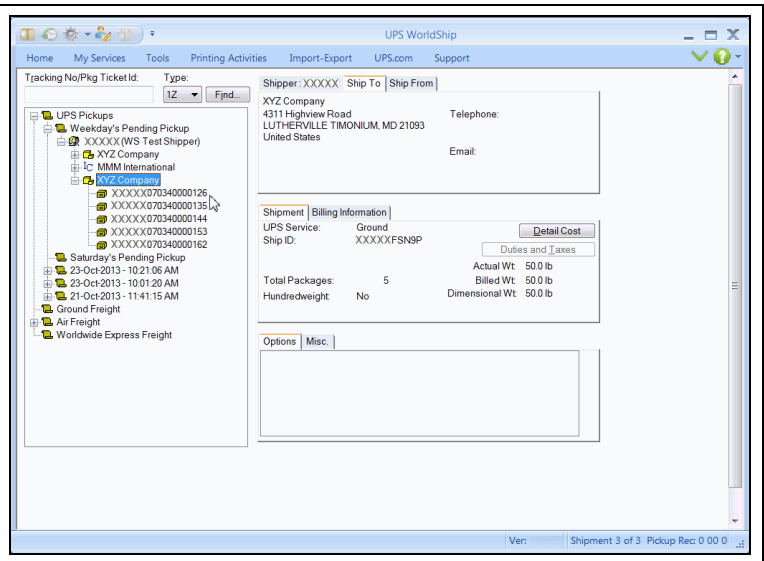 UPS WorldShip
Home My Services Tools Printing Activities Import-Export UPS.com Support
Tracking No/Pkg Ticket Id: Type:
1Z Find...
UPS Pickups
Weekday's Pending Pickup
XXXXX (WS Test Shipper)
XYZ Company
MMM International
XYZ Company
XXXXX070340000126
XXXXX070340000135
XXXXX070340000144
XXXXX070340000153
XXXXX070340000162
Saturday's Pending Pickup
23-Oct-2013 - 10:21:06 AM
23-Oct-2013 - 10:01:20 AM
21-Oct-2013 - 11:41:15 AM
Ground Freight
Air Freight
Worldwide Express Freight
Shipper: XXXXX Ship To Ship From
XYZ Company
4311 Highview Road Telephone:
LUTHERVILLE TIMONIUM, MD 21093
United States
Email:
Shipment Billing Information
UPS Service: Ground Detail Cost
Ship ID: XXXXXFSN9P
Duties and Taxes
Actual Wt: 50.0 lb
Total Packages: 5 Billed Wt: 50.0 lb
Hundredweight: No Dimensional Wt: 50.0 lb
Options Misc.
Ver: Shipment 3 of 3 Pickup Rec: 0 00 0